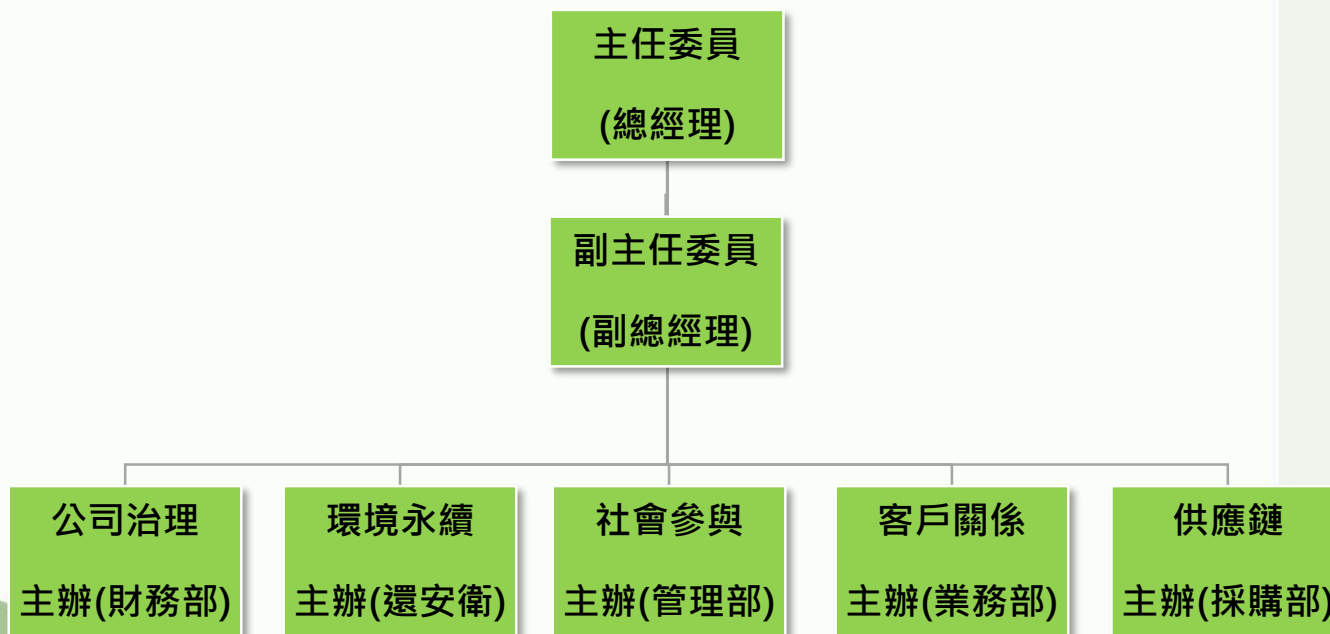 主任委員
(總經理)
副主任委員
(副總經理)
公司治理
主辦(財務部)
環境永續
主辦(還安衛)
社會參與
主辦(管理部)
客戶關係
主辦(業務部)
供應鏈
主辦(採購部)